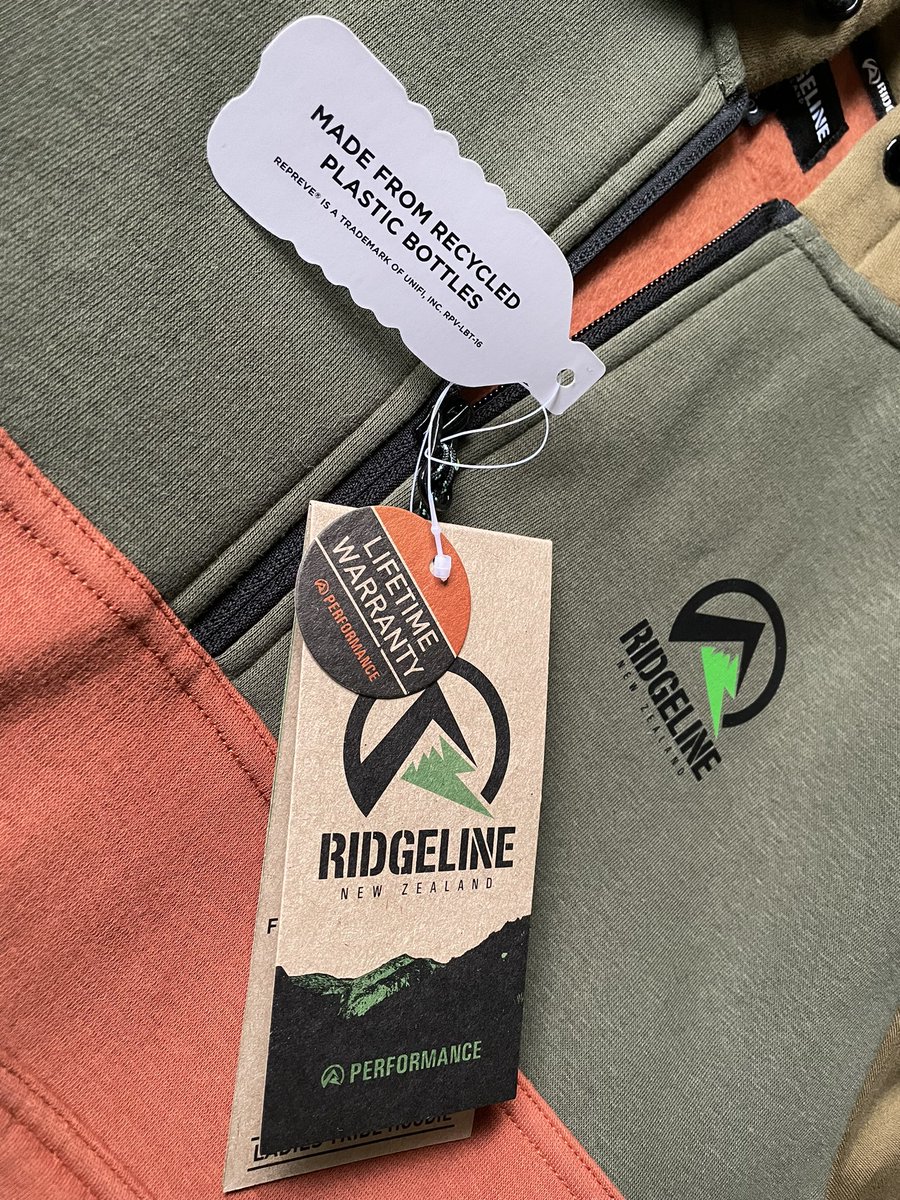 MADE FROM RECYCLED
PLASTIC BOTTLES
REPREVE® IS A TRADEMARK OF UNIFI, INC. RPV-LBT-16
LIFETIME
WARRANTY
PERFORMANCE
RIDGELINE
NEW ZEALAND
PERFORMANCE
LADIES TRIBE HOODIE
RIDGELINE
NEW ZEALAND